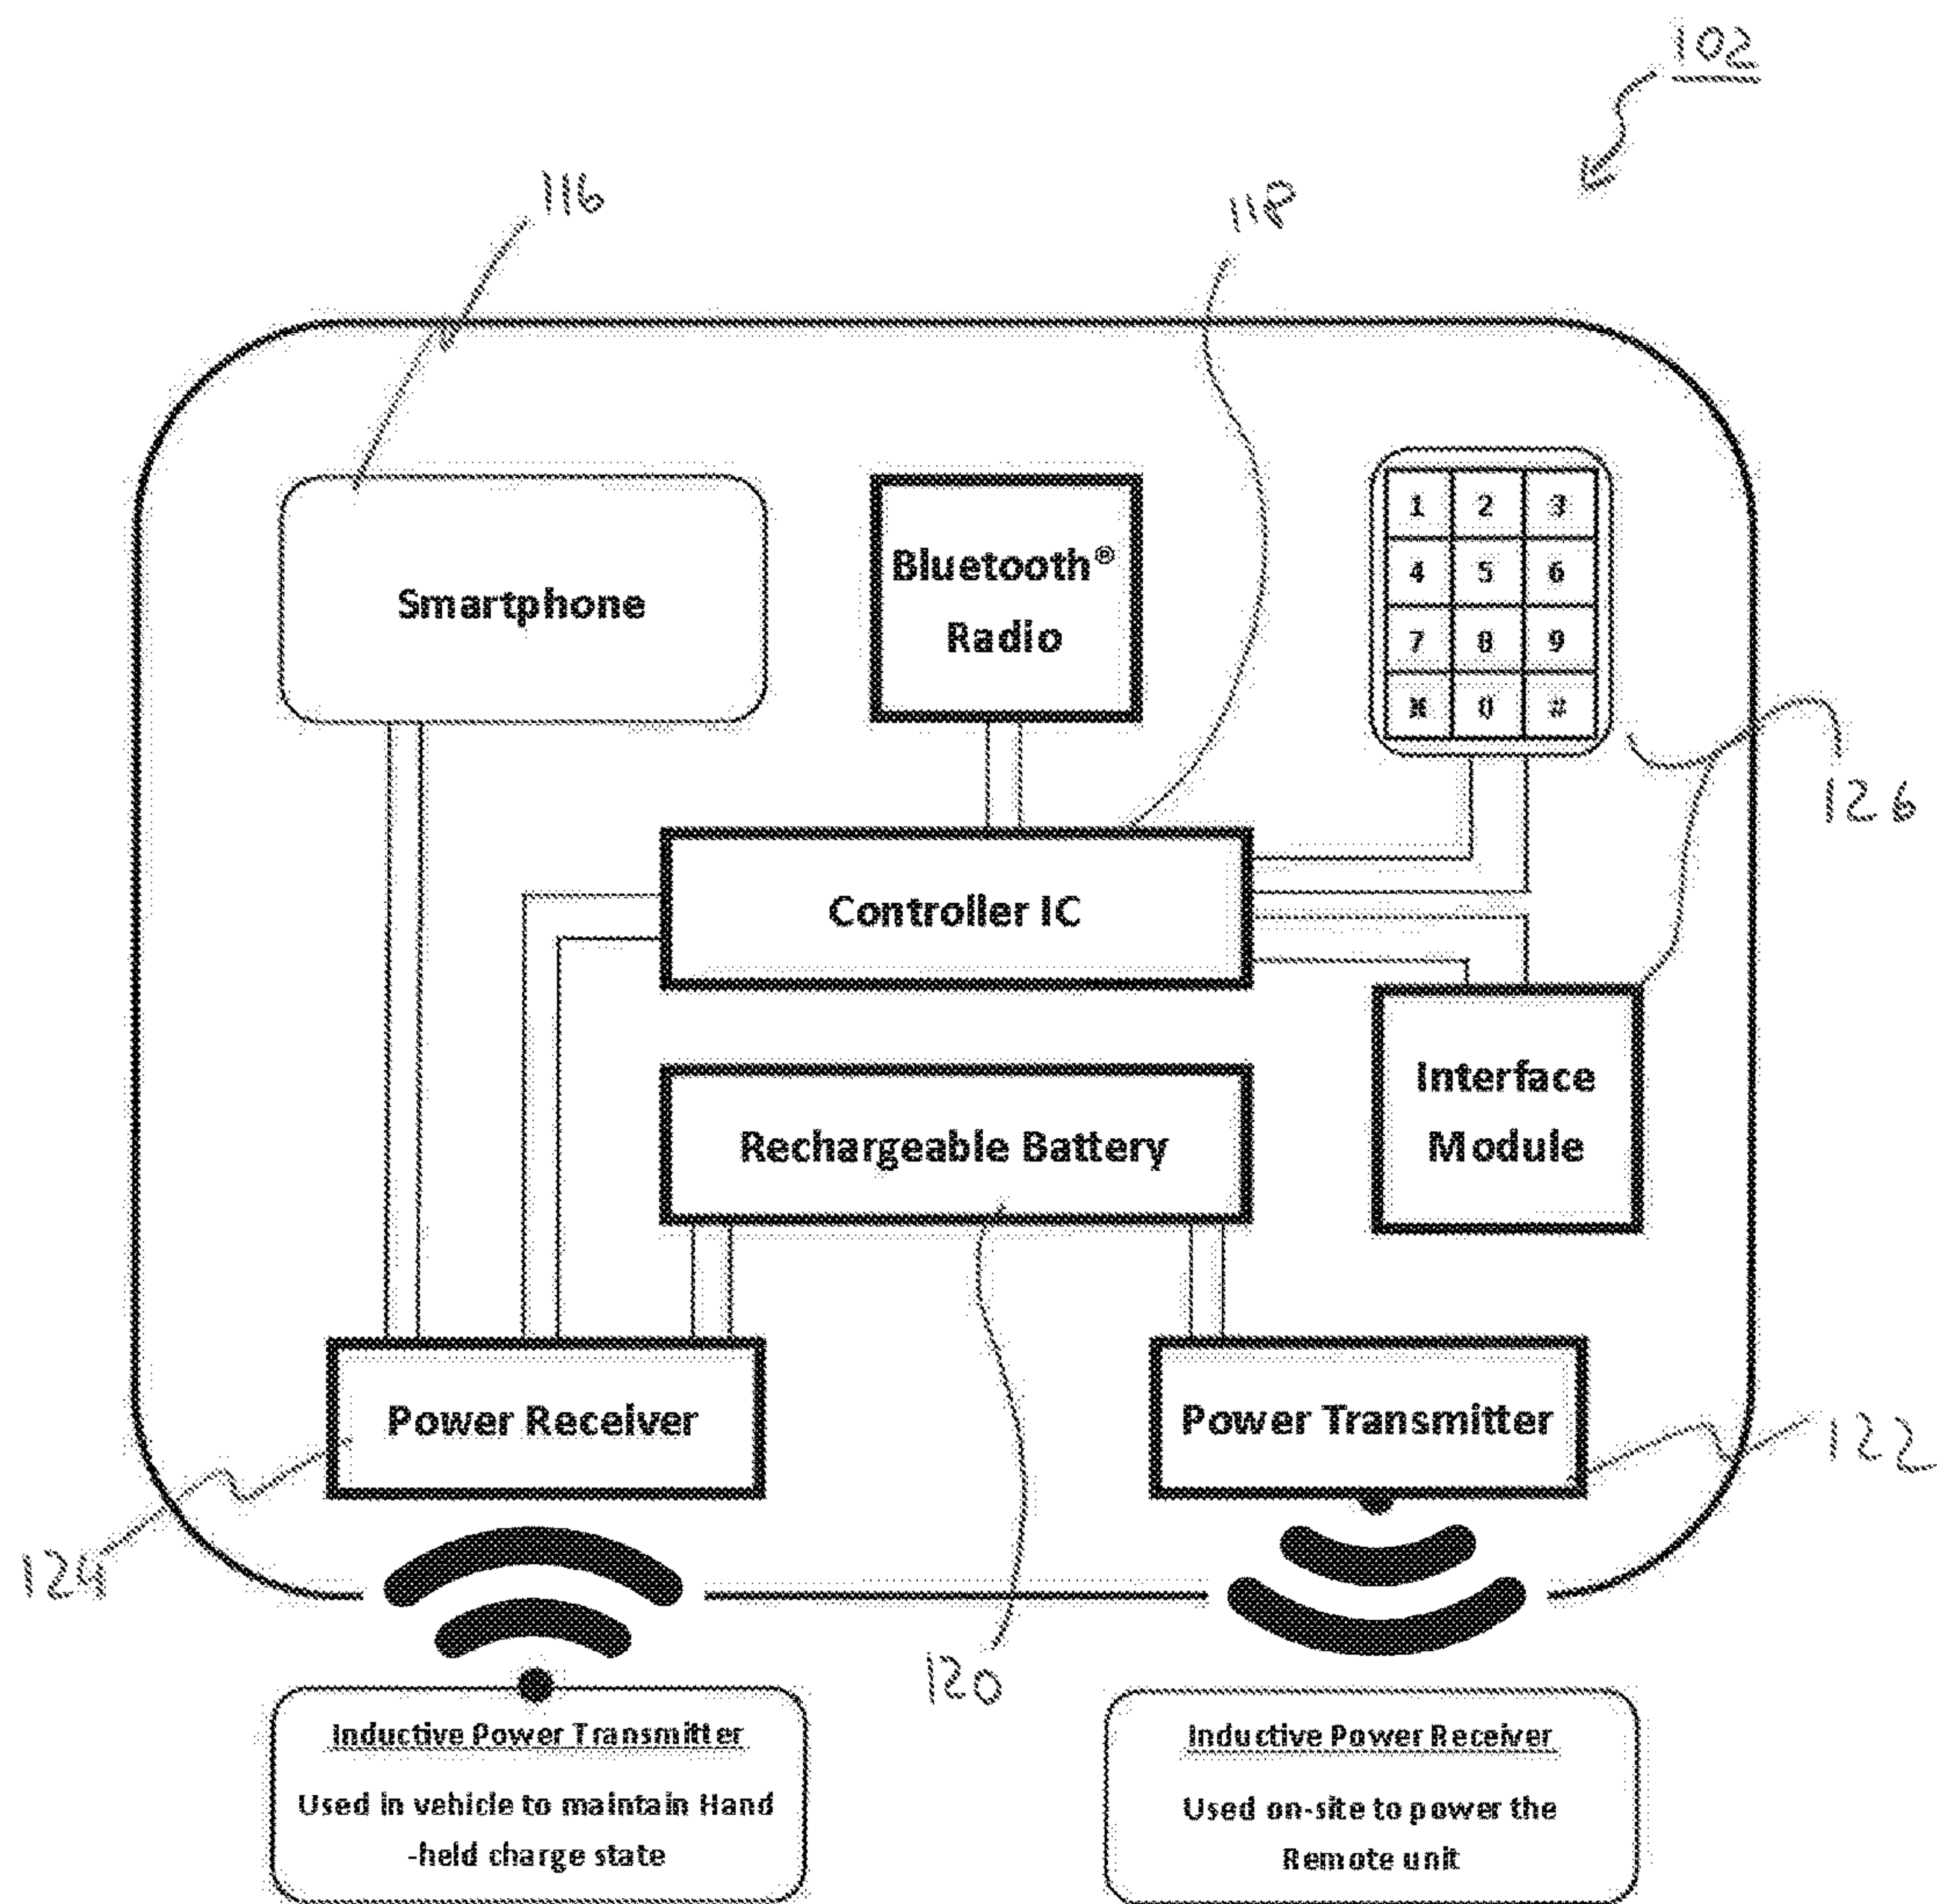 102
116
118
Smartphone
Bluetooth®
Radio
1 2 3
4 5 6
7 8 9
* 0 #
126
Controller IC
Rechargeable Battery
Interface
Module
Power Receiver
Power Transmitter
122
124
120
Inductive Power Transmitter
Used in vehicle to maintain Hand
-held charge state
Inductive Power Receiver
Used on-site to power the
Remote unit